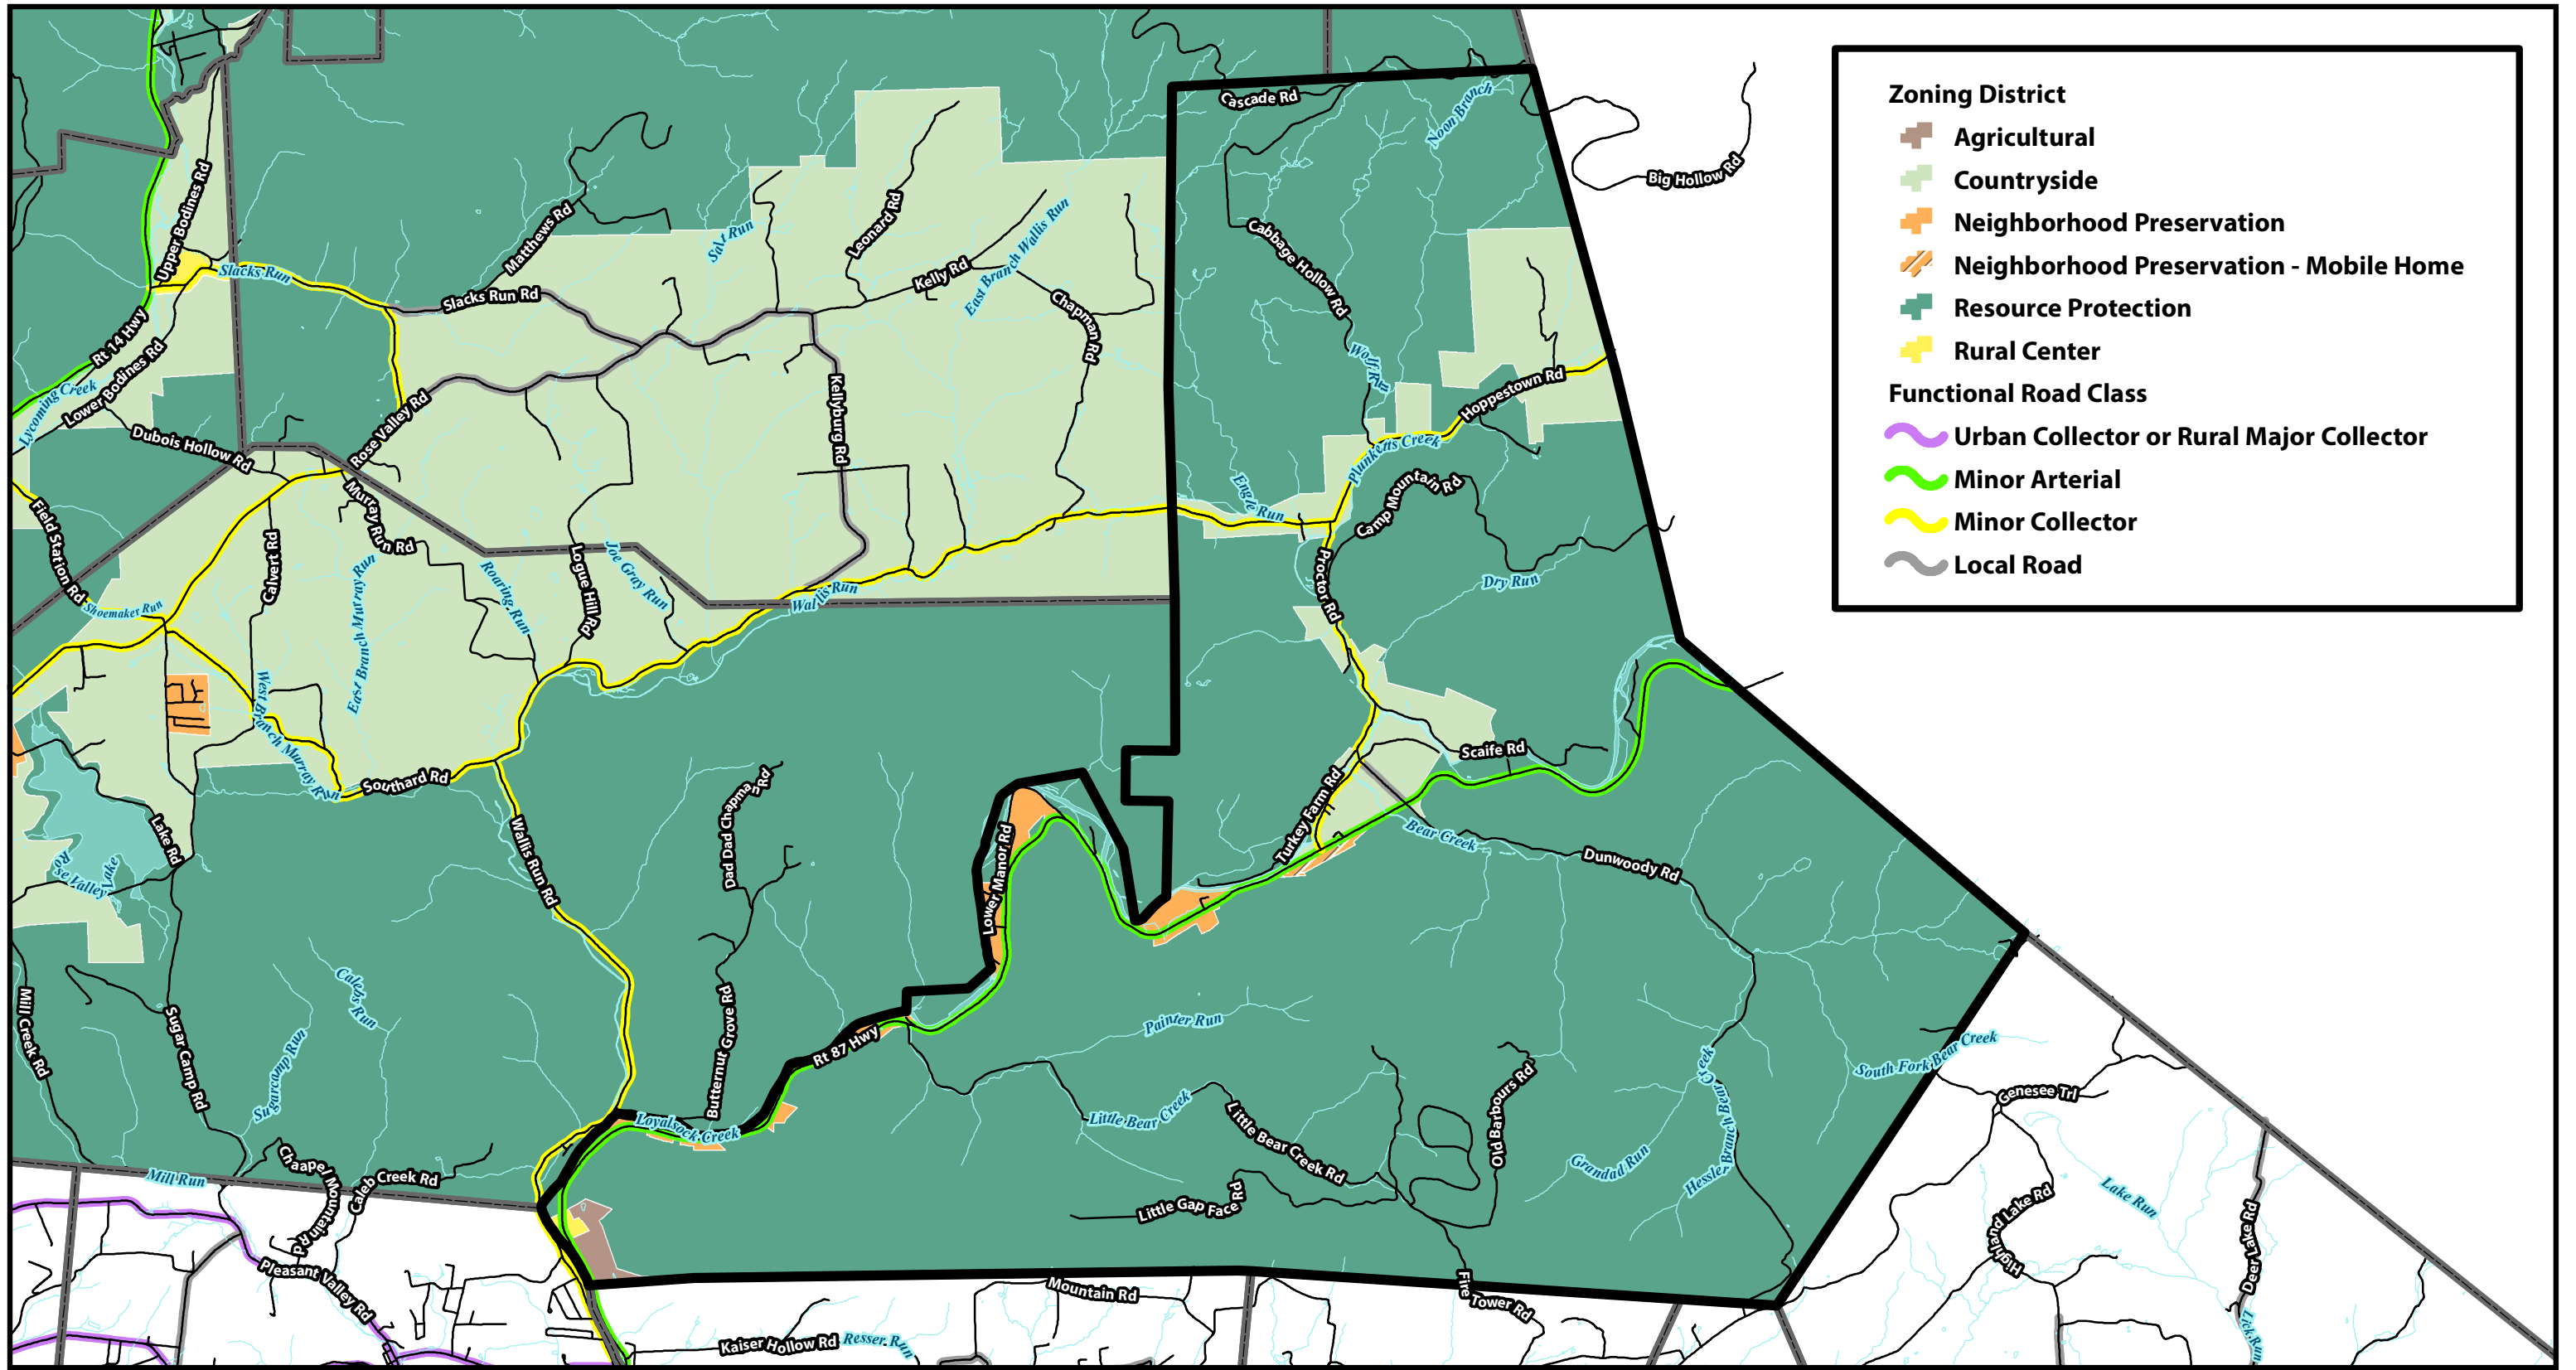 Zoning District
Agricultural
Countryside
Neighborhood Preservation
Neighborhood Preservation - Mobile Home
Resource Protection
Rural Center
Functional Road Class
Urban Collector or Rural Major Collector
Minor Arterial
Minor Collector
Local Road
Cascade Rd
Noon Branch
Big Hollow Rd
Upper Bodines Rd
Slacks Run
Matthews Rd
Salt Run
Leonard Rd
East Branch Wallis Run
Cabbage Hollow Rd
Slacks Run Rd
Kelly Rd
Chapman Rd
Rt 14 Hwy
Lower Bodines Rd
Lycoming Creek
Wolf Run
Hoppestown Rd
Plunketts Creek
Dubois Hollow Rd
Rose Valley Rd
Kellyburg Rd
Engle Run
Camp Mountain Rd
Murray Run Rd
Field Station Rd
Calvert Rd
East Branch Murray Run
Roaring Run
Logue Hill Rd
Joe Gray Run
Wallis Run
Shoemaker Run
Proctor Rd
Dry Run
West Branch Murray Run
Southard Rd
Scaife Rd
Lake Rd
Rose Valley Lake
Wallis Run Rd
Dad Dad Chapman Rd
Lower Manor Rd
Turkey Farm Rd
Bear Creek
Dunwoody Rd
Mill Creek Rd
Calebs Run
Sugarcamp Run
Sugar Camp Rd
Butternut Grove Rd
Rt 87 Hwy
Loyalsock Creek
Painter Run
Little Bear Creek
Little Bear Creek Rd
Old Barbours Rd
Grandad Run
Hessler Branch Bear Creek
South Fork Bear Creek
Genesee Trl
Little Gap Face Rd
Mill Run
Chaapel Mountain Rd
Caleb Creek Rd
Pleasant Valley Rd
Highland Lake Rd
Lake Run
Deer Lake Rd
Mountain Rd
Fire Tower Rd
Kaiser Hollow Rd
Resser Run
Lick Run